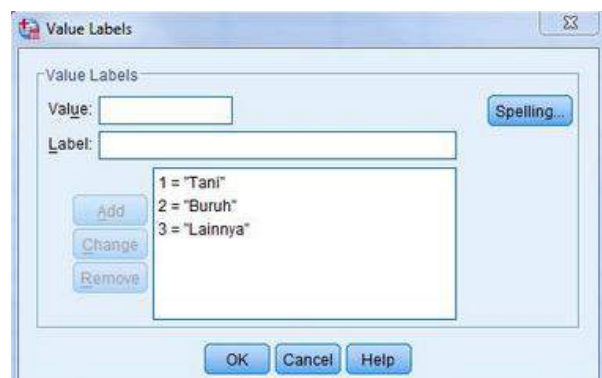 Value Labels
Value Labels
Value:
Spelling...
Label:
1 = "Tani"
Add
2 = "Buruh"
3 = "Lainnya"
Change
Remove
OK Cancel Help